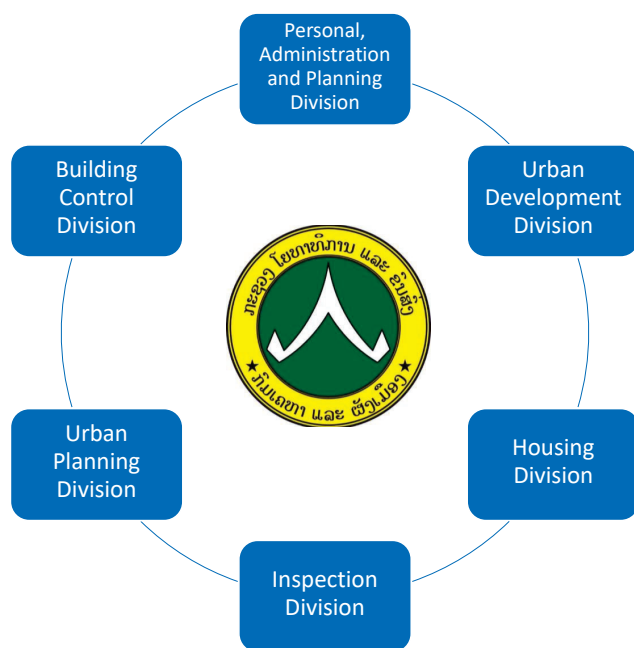 Personal,
Administration
and Planning
Division
Urban
Development
Division
Housing
Division
Inspection
Division
Urban
Planning
Division
Building
Control
Division
ກະຊວງ ໂຍທາທິການ ແລະ ຂົນສົ່ງ
ກົມເຄຫາ ແລະ ຜັງເມືອງ